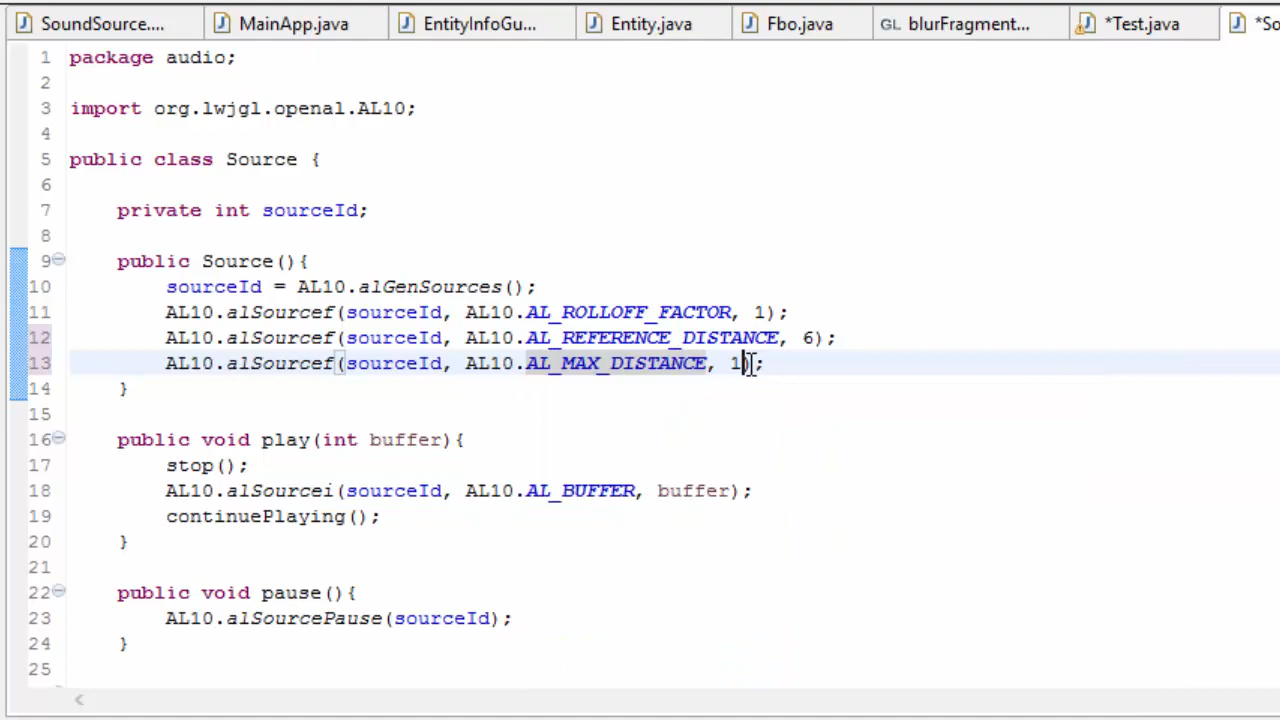 SoundSource.... MainApp.java EntityInfoGu... Entity.java Fbo.java GL blurFragment... *Test.java *So
1 package audio;
2
3 import org.lwjgl.openal.AL10;
4
5 public class Source {
6
7 private int sourceId;
8
9 public Source(){
10 sourceId = AL10.alGenSources();
11 AL10.alSourcef(sourceId, AL10.AL_ROLLOFF_FACTOR, 1);
12 AL10.alSourcef(sourceId, AL10.AL_REFERENCE_DISTANCE, 6);
13 AL10.alSourcef(sourceId, AL10.AL_MAX_DISTANCE, 1);
14 }
15
16 public void play(int buffer){
17 stop();
18 AL10.alSourcei(sourceId, AL10.AL_BUFFER, buffer);
19 continuePlaying();
20 }
21
22 public void pause(){
23 AL10.alSourcePause(sourceId);
24 }
25